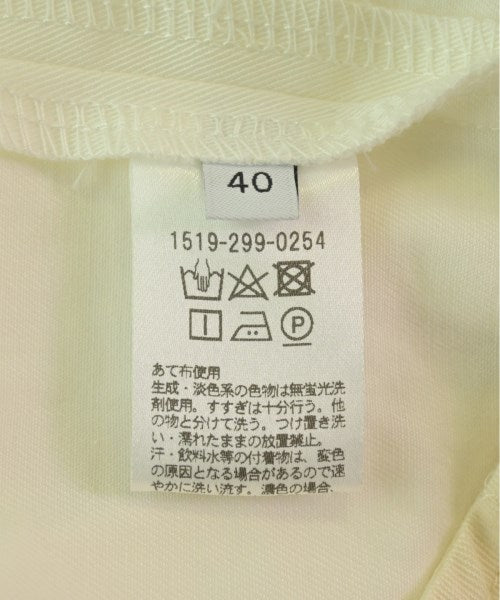 40
1519-299-0254
P
あて布使用
生成・淡色系の色物は無蛍光洗
剤使用。すすぎは十分行う。他
の物と分けて洗う。つけ置き洗
い・濡れたままの放置禁止。
汗・飲料水等の付着物は、変色
の原因となる場合があるので速
やかに洗い流す。濃色の場合、